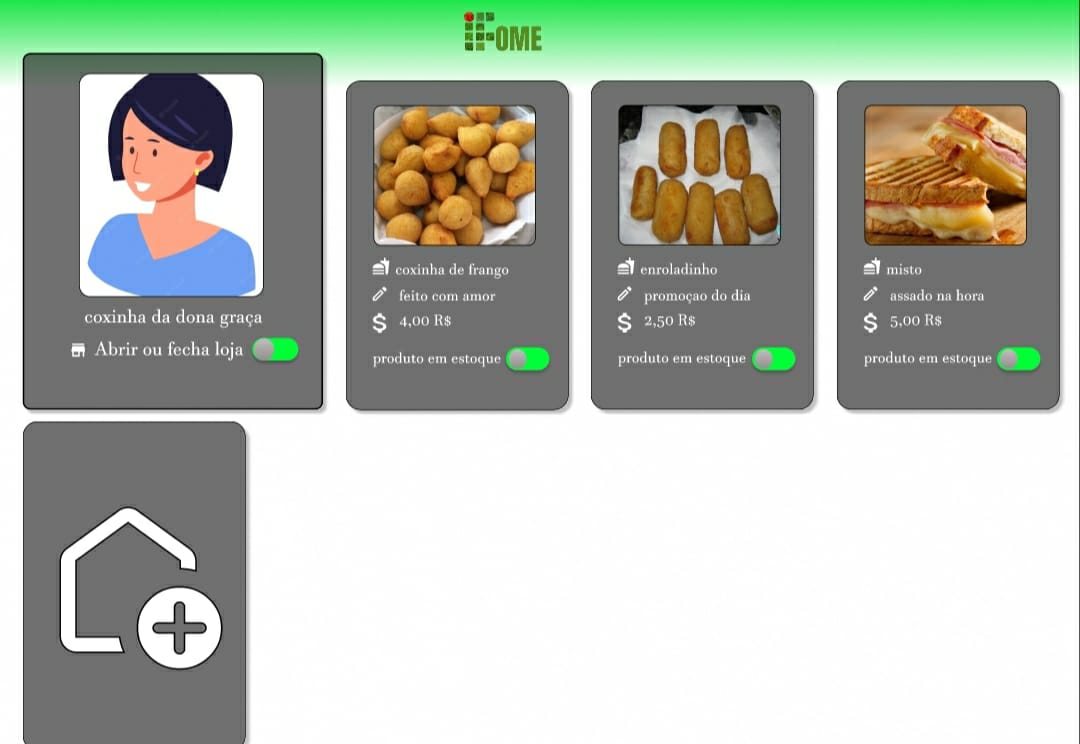 iFOME
coxinha da dona graça
Abrir ou fecha loja
coxinha de frango
feito com amor
4,00 R$
produto em estoque
enroladinho
promoçao do dia
2,50 R$
produto em estoque
misto
assado na hora
5,00 R$
produto em estoque